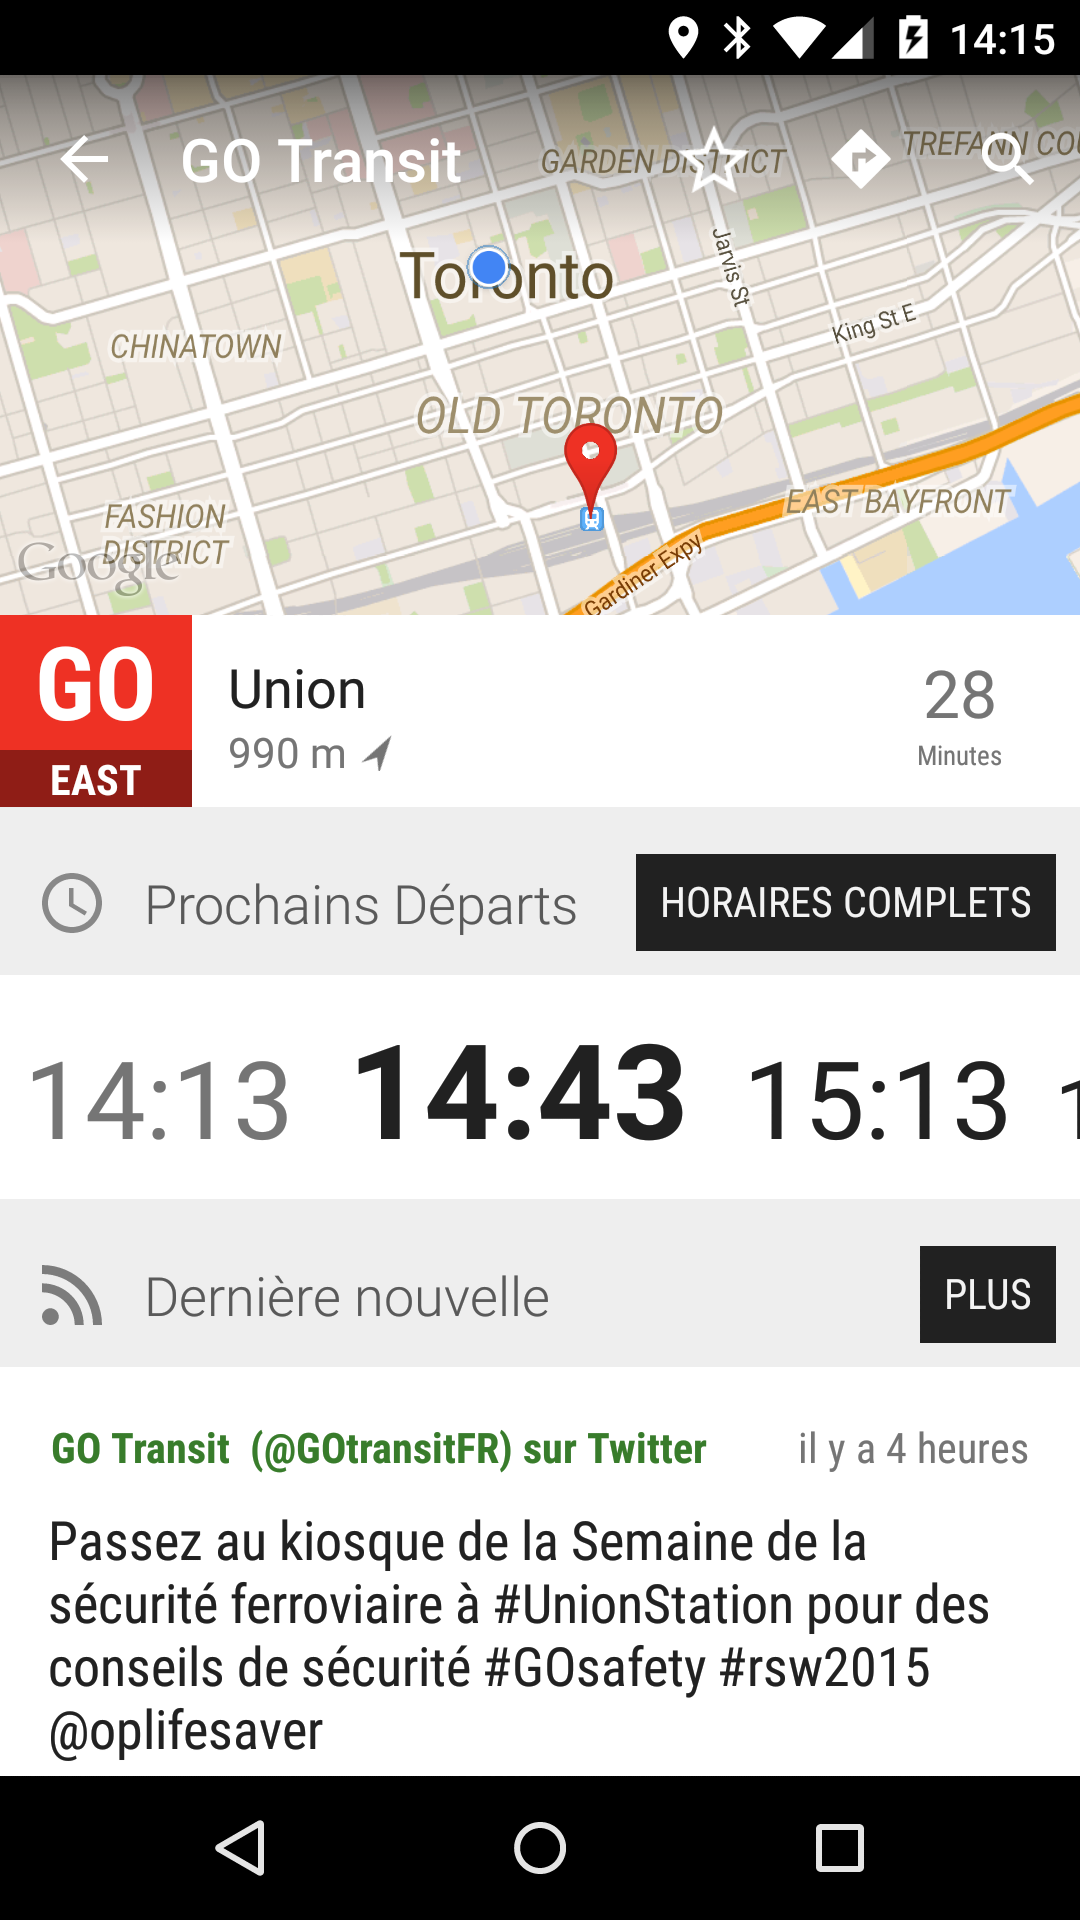 14:15
GO Transit
GARDEN DISTRICT
TREFANN COU
Toronto
Jarvis St
King St E
CHINATOWN
OLD TORONTO
EAST BAYFRONT
FASHION
DISTRICT
Google
Gardiner Expy
GO
EAST
Union
990 m
28
Minutes
Prochains Départs
HORAIRES COMPLETS
14:13
14:43
15:13
1
Dernière nouvelle
PLUS
GO Transit (@GOtransitFR) sur Twitter
il y a 4 heures
Passez au kiosque de la Semaine de la
sécurité ferroviaire à #UnionStation pour des
conseils de sécurité #GOsafety #rsw2015
@oplifesaver